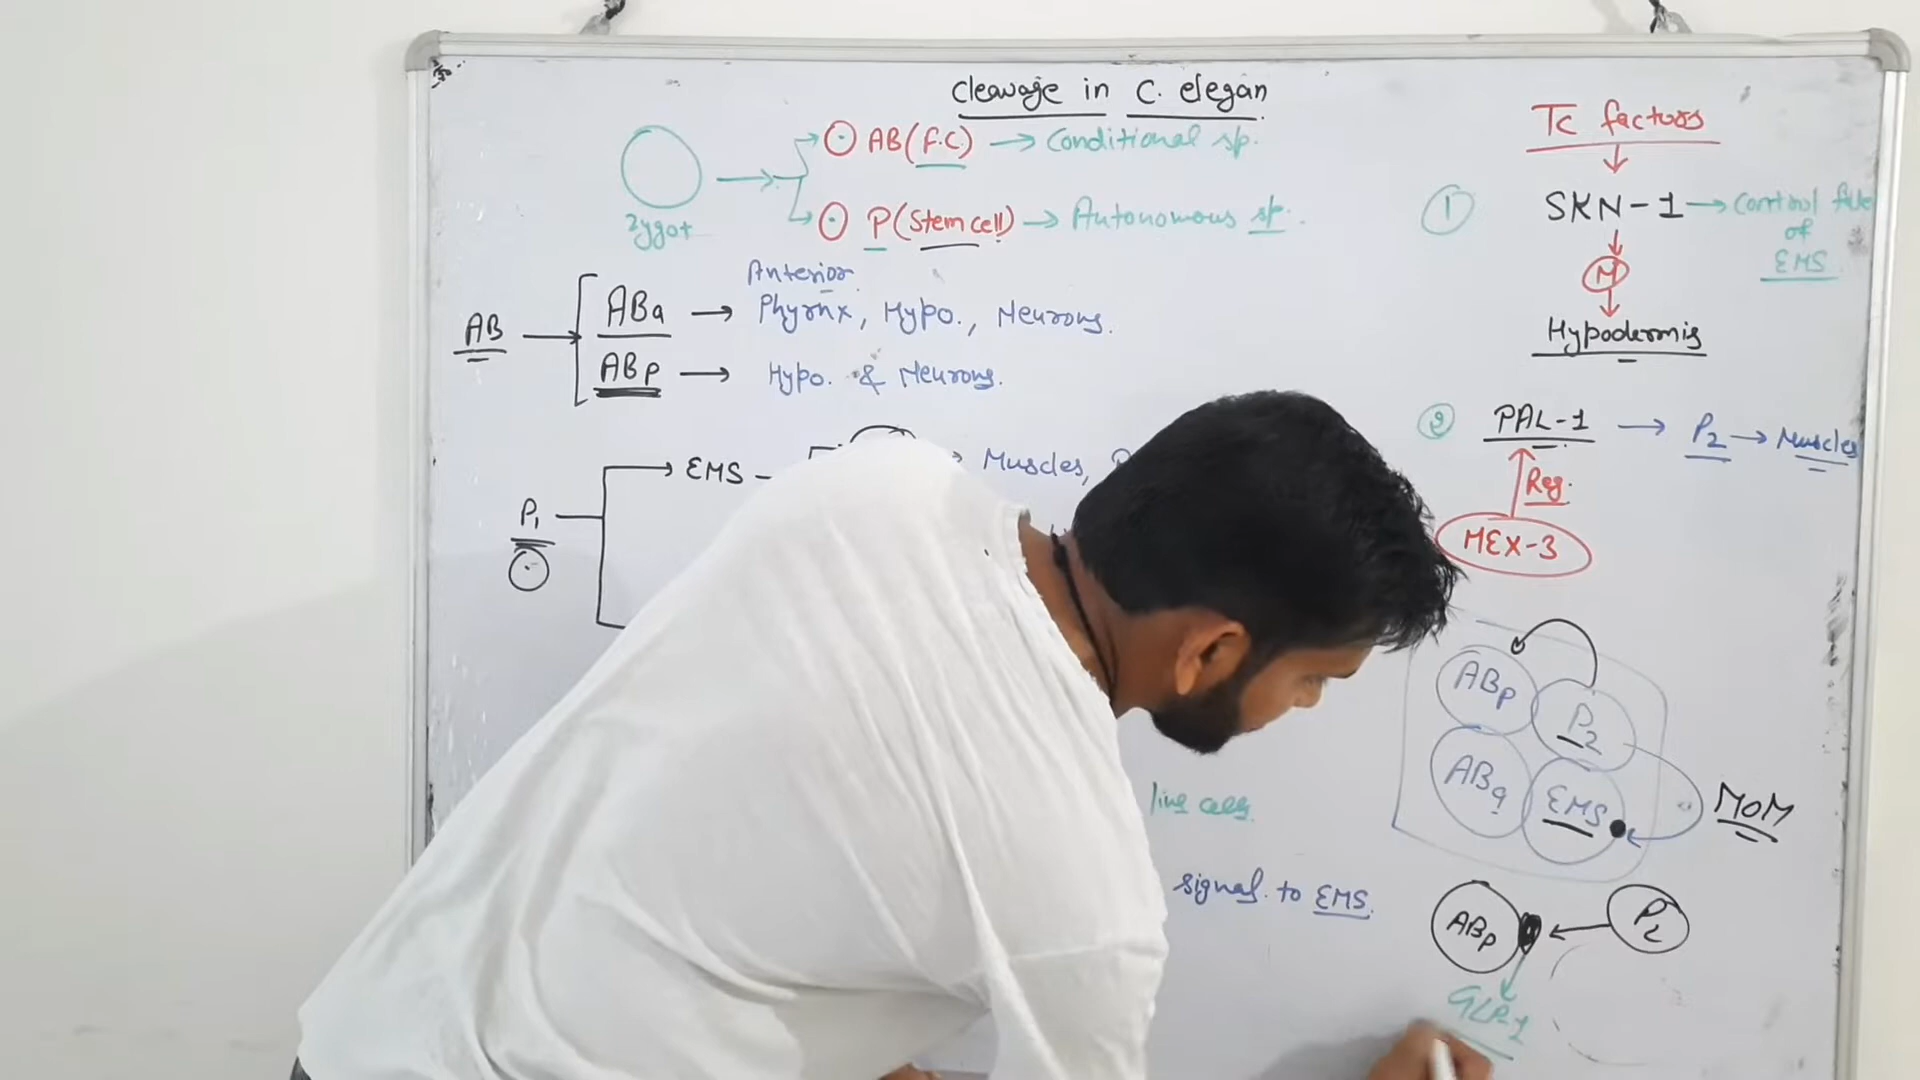 Cleavage in C. elegan
AB (F.C) → Conditional sp.
zygot
P (Stem cell) → Autonomous sp.
AB → ABa → Anterior
Phyrnx, Hypo., Neurons.
ABp → Hypo. & Neurons.
P1 → EMS
Muscles,
line cells.
signal to EMS.
Tc factors
① SKN-1 → Control
of
EMS
M
Hypodermis
② PAL-1 → P2 → Muscles
Reg.
MEX-3
ABp
P2
ABa
EMS
MOM
ABp ← P2
GLP-1